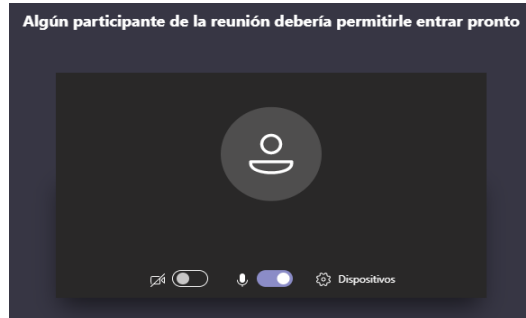 Algún participante de la reunión debería permitirle entrar pronto
Dispositivos